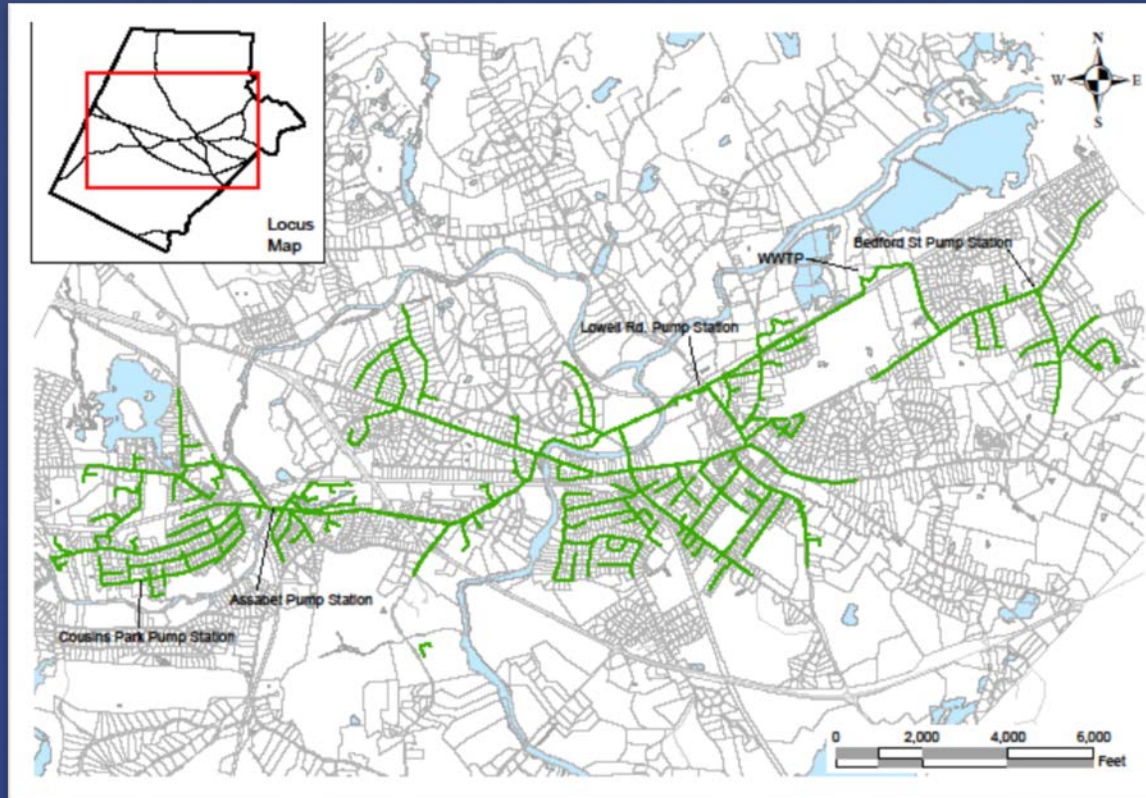 Locus
Map
N
W
E
S
Bedford St Pump Station
WWTP
Lowell Rd. Pump Station
Assabet Pump Station
Cousins Park Pump Station
0 2,000 4,000 6,000
Feet